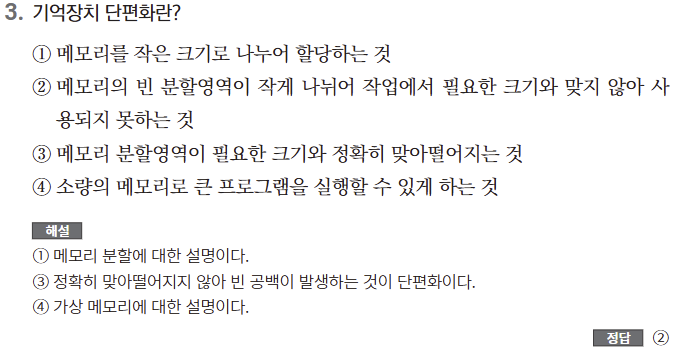 3. 기억장치 단편화란?
① 메모리를 작은 크기로 나누어 할당하는 것
② 메모리의 빈 분할영역이 작게 나뉘어 작업에서 필요한 크기와 맞지 않아 사
용되지 못하는 것
③ 메모리 분할영역이 필요한 크기와 정확히 맞아떨어지는 것
④ 소량의 메모리로 큰 프로그램을 실행할 수 있게 하는 것
해설
① 메모리 분할에 대한 설명이다.
③ 정확히 맞아떨어지지 않아 빈 공백이 발생하는 것이 단편화이다.
④ 가상 메모리에 대한 설명이다.
정답 ②